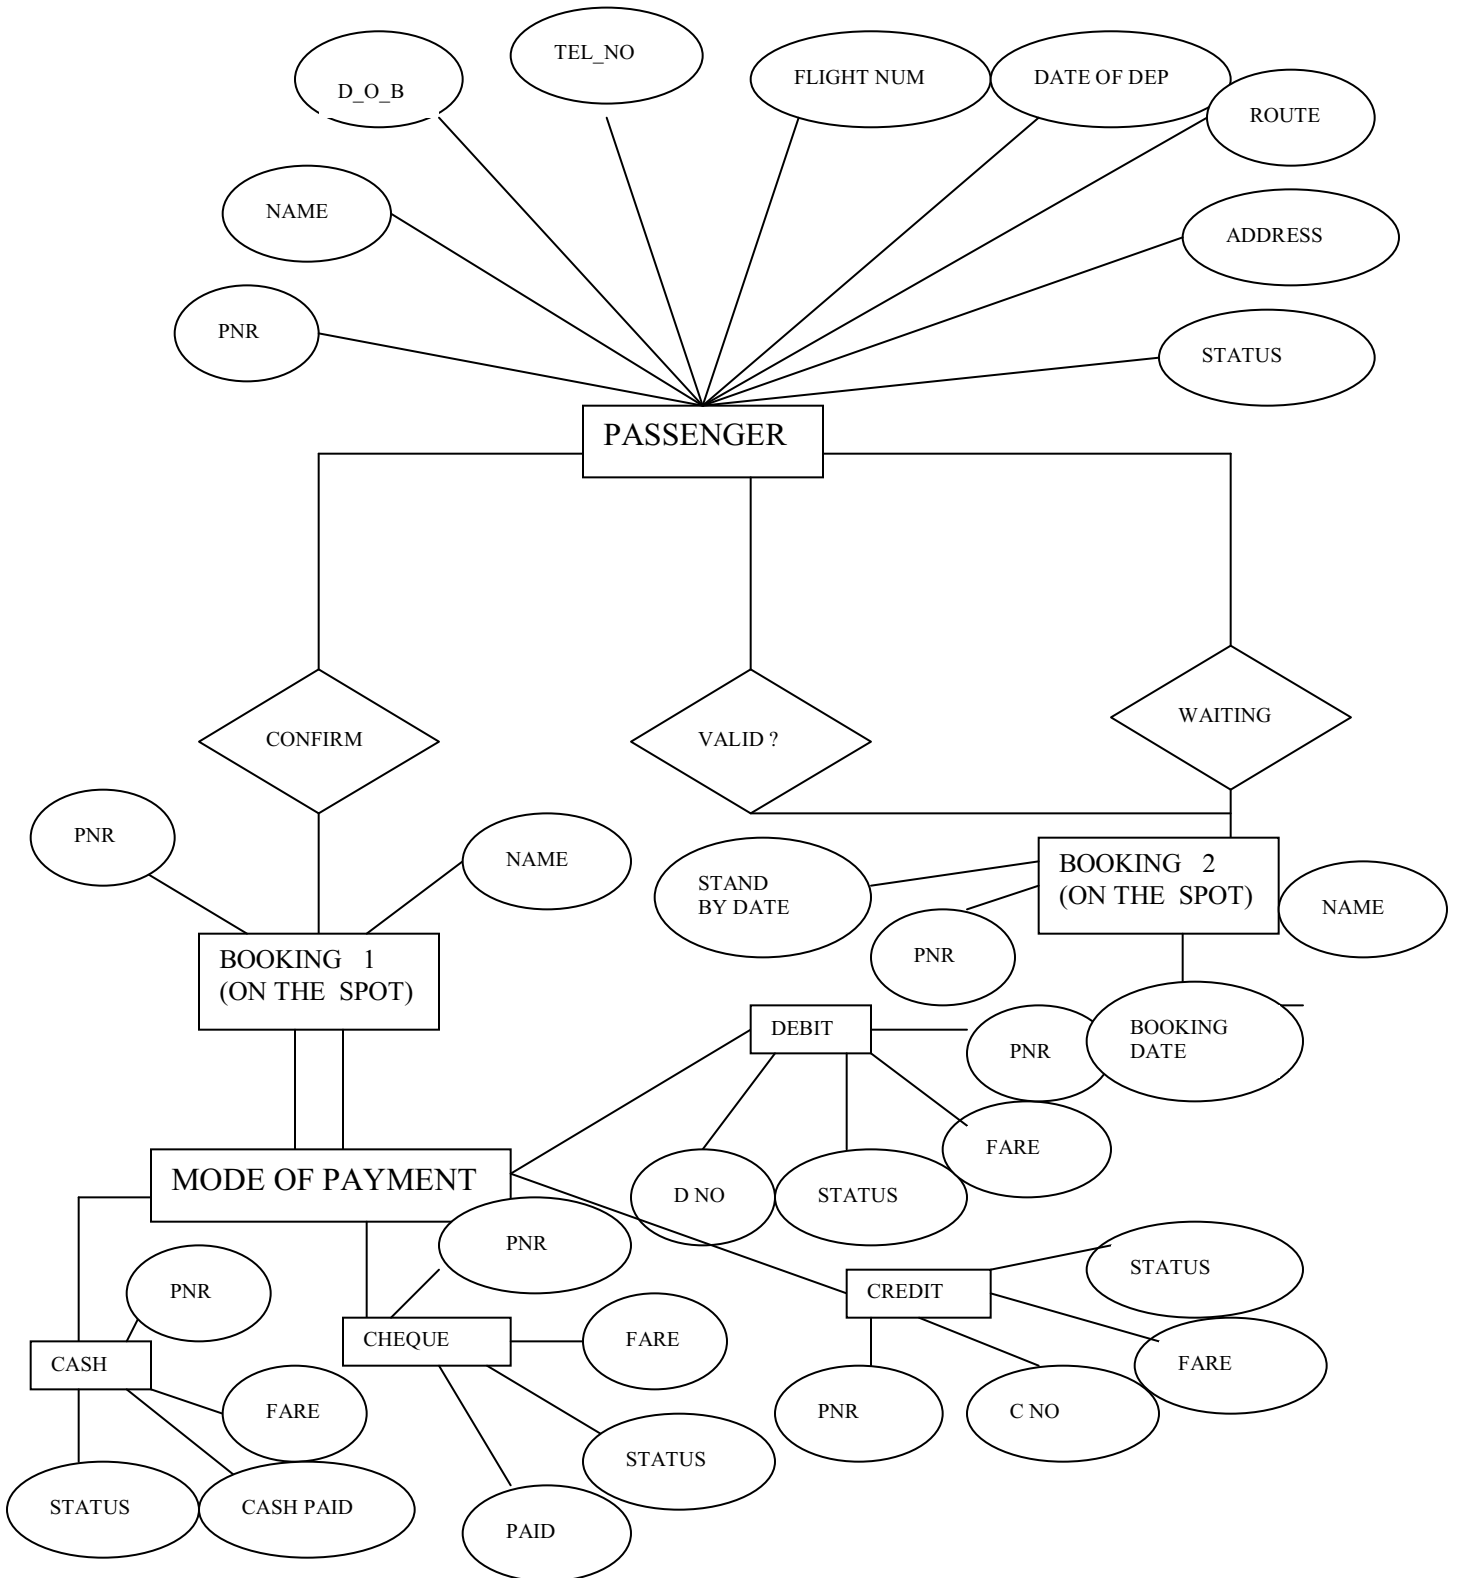 TEL_NO
FLIGHT NUM
DATE OF DEP
D_O_B
ROUTE
NAME
ADDRESS
PNR
STATUS
PASSENGER
CONFIRM
VALID ?
WAITING
PNR
NAME
STAND
BY DATE
BOOKING 2
(ON THE SPOT)
NAME
PNR
BOOKING 1
(ON THE SPOT)
DEBIT
PNR
BOOKING
DATE
FARE
MODE OF PAYMENT
D NO
STATUS
PNR
STATUS
PNR
CREDIT
CASH
CHEQUE
FARE
FARE
FARE
PNR
C NO
STATUS
STATUS
CASH PAID
PAID